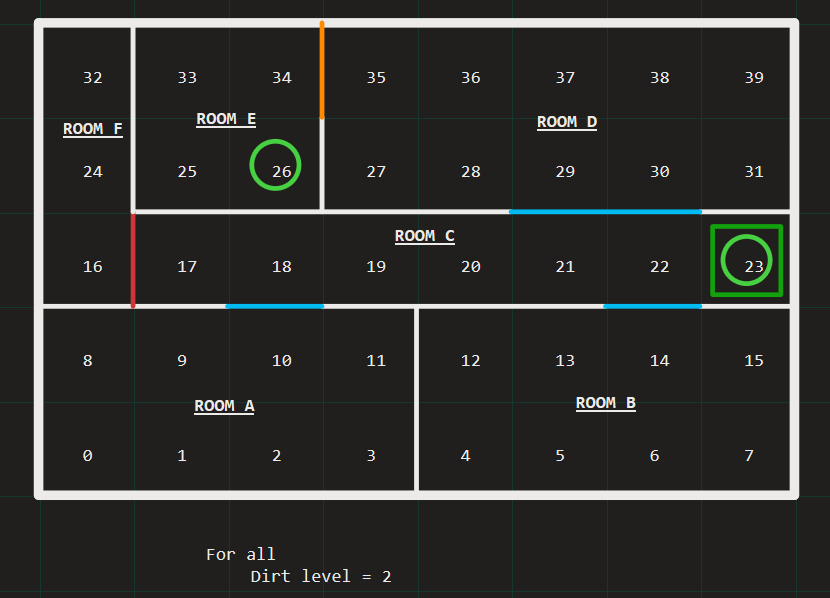 32 33 34 35 36 37 38 39
ROOM F ROOM E ROOM D
24 25 26 27 28 29 30 31
ROOM C
16 17 18 19 20 21 22 23
8 9 10 11 12 13 14 15
ROOM A ROOM B
0 1 2 3 4 5 6 7
For all
Dirt level = 2